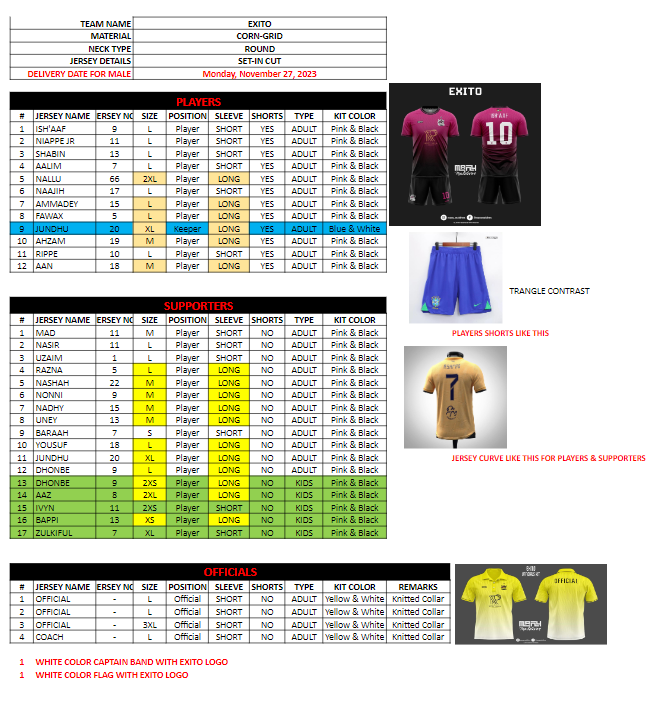 TEAM NAME EXITO
MATERIAL CORN-GRID
NECK TYPE ROUND
JERSEY DETAILS SET-IN CUT
DELIVERY DATE FOR MALE Monday, November 27, 2023
PLAYERS
# JERSEY NAME ERSEY NO SIZE POSITION SLEEVE SHORTS TYPE KIT COLOR
1 ISH'AAF 9 L Player SHORT YES ADULT Pink & Black
2 NIAPPE JR 11 L Player SHORT YES ADULT Pink & Black
3 SHABIN 13 L Player SHORT YES ADULT Pink & Black
4 AALIM 7 L Player SHORT YES ADULT Pink & Black
5 NALLU 66 2XL Player LONG YES ADULT Pink & Black
6 NAAJIH 17 L Player SHORT YES ADULT Pink & Black
7 AMMADEY 15 L Player LONG YES ADULT Pink & Black
8 FAWAX 5 L Player LONG YES ADULT Pink & Black
9 JUNDHU 20 XL Keeper LONG YES ADULT Blue & White
10 AHZAM 19 M Player LONG YES ADULT Pink & Black
11 RIPPE 10 L Player SHORT YES ADULT Pink & Black
12 AAN 18 M Player LONG YES ADULT Pink & Black
EXITO
ISH'AAF
10
10
TRANGLE CONTRAST
PLAYERS SHORTS LIKE THIS
SUPPORTERS
# JERSEY NAME ERSEY NO SIZE POSITION SLEEVE SHORTS TYPE KIT COLOR
1 MAD 11 M Player SHORT NO ADULT Pink & Black
2 NASIR 11 L Player SHORT NO ADULT Pink & Black
3 UZAIM 1 L Player SHORT NO ADULT Pink & Black
4 RAZNA 5 L Player LONG NO ADULT Pink & Black
5 NASHAH 22 M Player LONG NO ADULT Pink & Black
6 NONNI 9 M Player LONG NO ADULT Pink & Black
7 NADHY 15 M Player LONG NO ADULT Pink & Black
8 UNEY 13 M Player LONG NO ADULT Pink & Black
9 BARAAH 7 S Player SHORT NO ADULT Pink & Black
10 YOUSUF 18 L Player LONG NO ADULT Pink & Black
11 JUNDHU 20 XL Player LONG NO ADULT Pink & Black
12 DHONBE 9 L Player LONG NO ADULT Pink & Black
13 DHONBE 9 2XS Player LONG NO KIDS Pink & Black
14 AAZ 8 2XL Player LONG NO KIDS Pink & Black
15 IVYN 11 2XS Player SHORT NO KIDS Pink & Black
16 BAPPI 13 XS Player LONG NO KIDS Pink & Black
17 ZULKIFUL 7 XL Player SHORT NO KIDS Pink & Black
7
JERSEY CURVE LIKE THIS FOR PLAYERS & SUPPORTERS
OFFICIALS
# JERSEY NAME ERSEY NO SIZE POSITION SLEEVE SHORTS TYPE KIT COLOR REMARKS
1 OFFICIAL - L Official SHORT NO ADULT Yellow & White Knitted Collar
2 OFFICIAL - L Official SHORT NO ADULT Yellow & White Knitted Collar
3 OFFICIAL - 3XL Official SHORT NO ADULT Yellow & White Knitted Collar
4 COACH - L Official SHORT NO ADULT Yellow & White Knitted Collar
EXITO
OFFICIAL
1 WHITE COLOR CAPTAIN BAND WITH EXITO LOGO
1 WHITE COLOR FLAG WITH EXITO LOGO